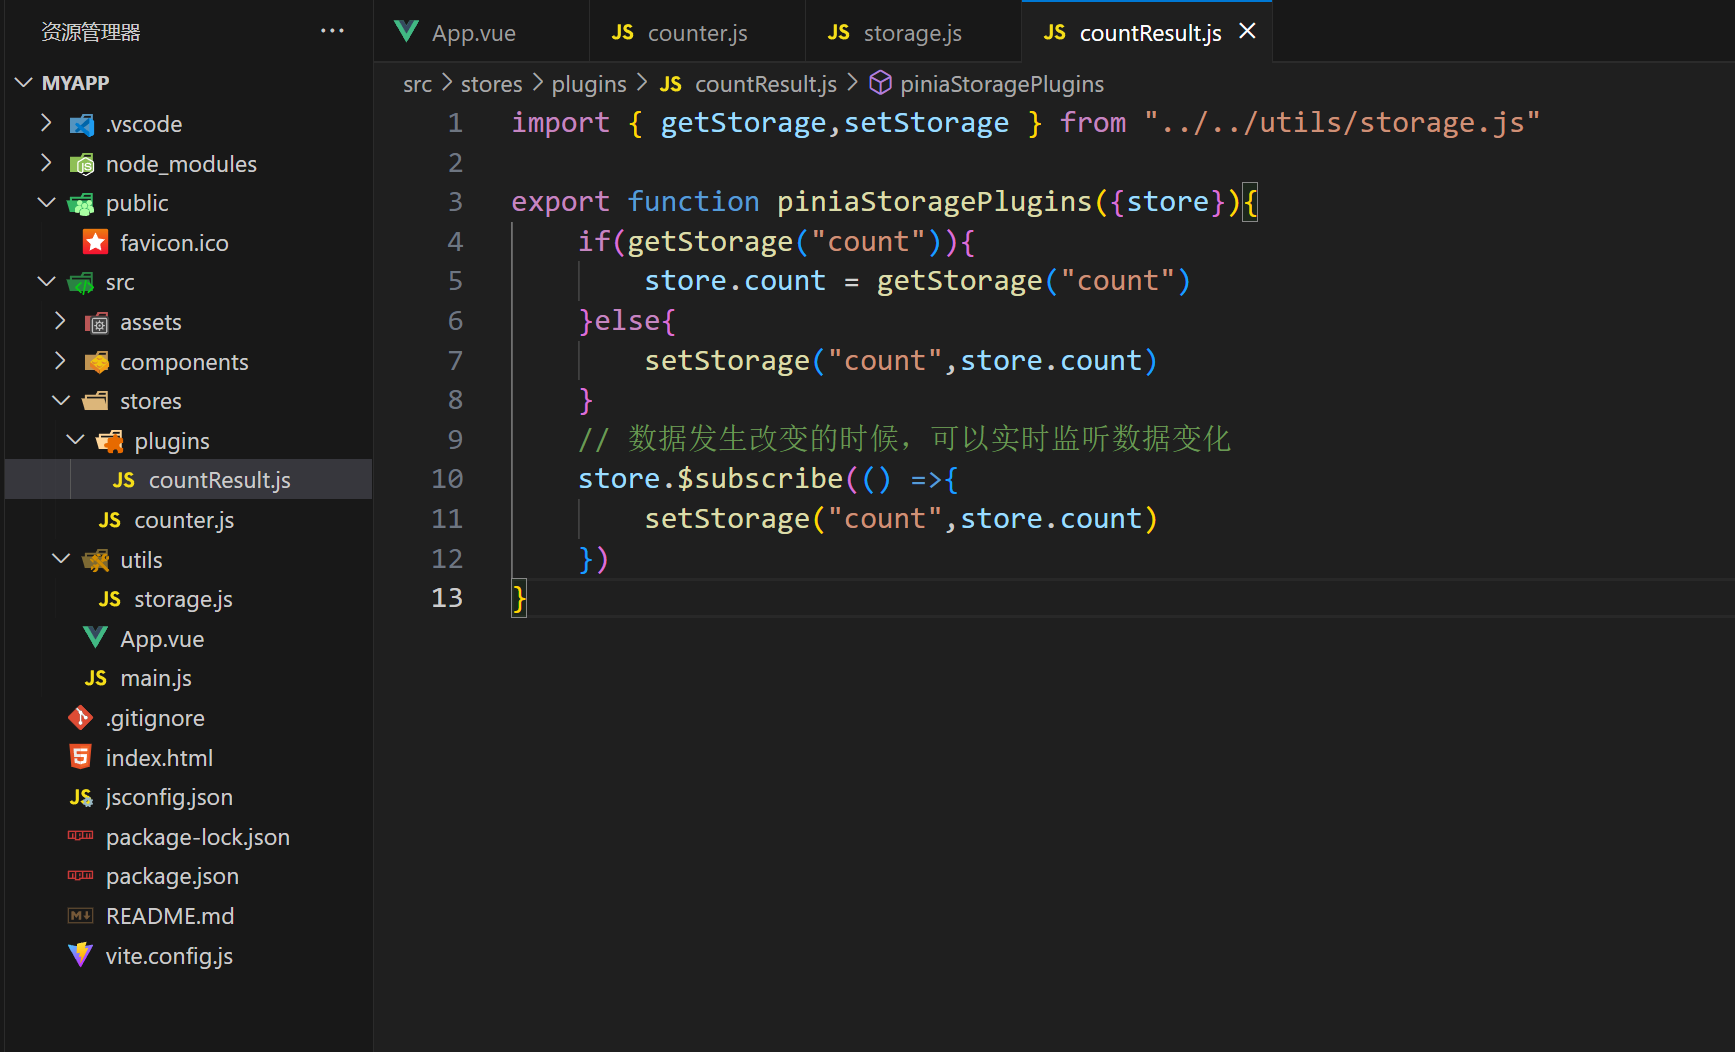 资源管理器 ···
MYAPP
.vscode
node_modules
public
favicon.ico
src
assets
components
stores
plugins
JS countResult.js
JS counter.js
utils
JS storage.js
App.vue
JS main.js
.gitignore
index.html
jsconfig.json
package-lock.json
package.json
README.md
vite.config.js
App.vue JS counter.js JS storage.js JS countResult.js ×
src > stores > plugins > JS countResult.js > piniaStoragePlugins
1 import { getStorage,setStorage } from "../../utils/storage.js"
2
3 export function piniaStoragePlugins({store}){
4 if(getStorage("count")){
5 store.count = getStorage("count")
6 }else{
7 setStorage("count",store.count)
8 }
9 // 数据发生改变的时候，可以实时监听数据变化
10 store.$subscribe(() =>{
11 setStorage("count",store.count)
12 })
13 }